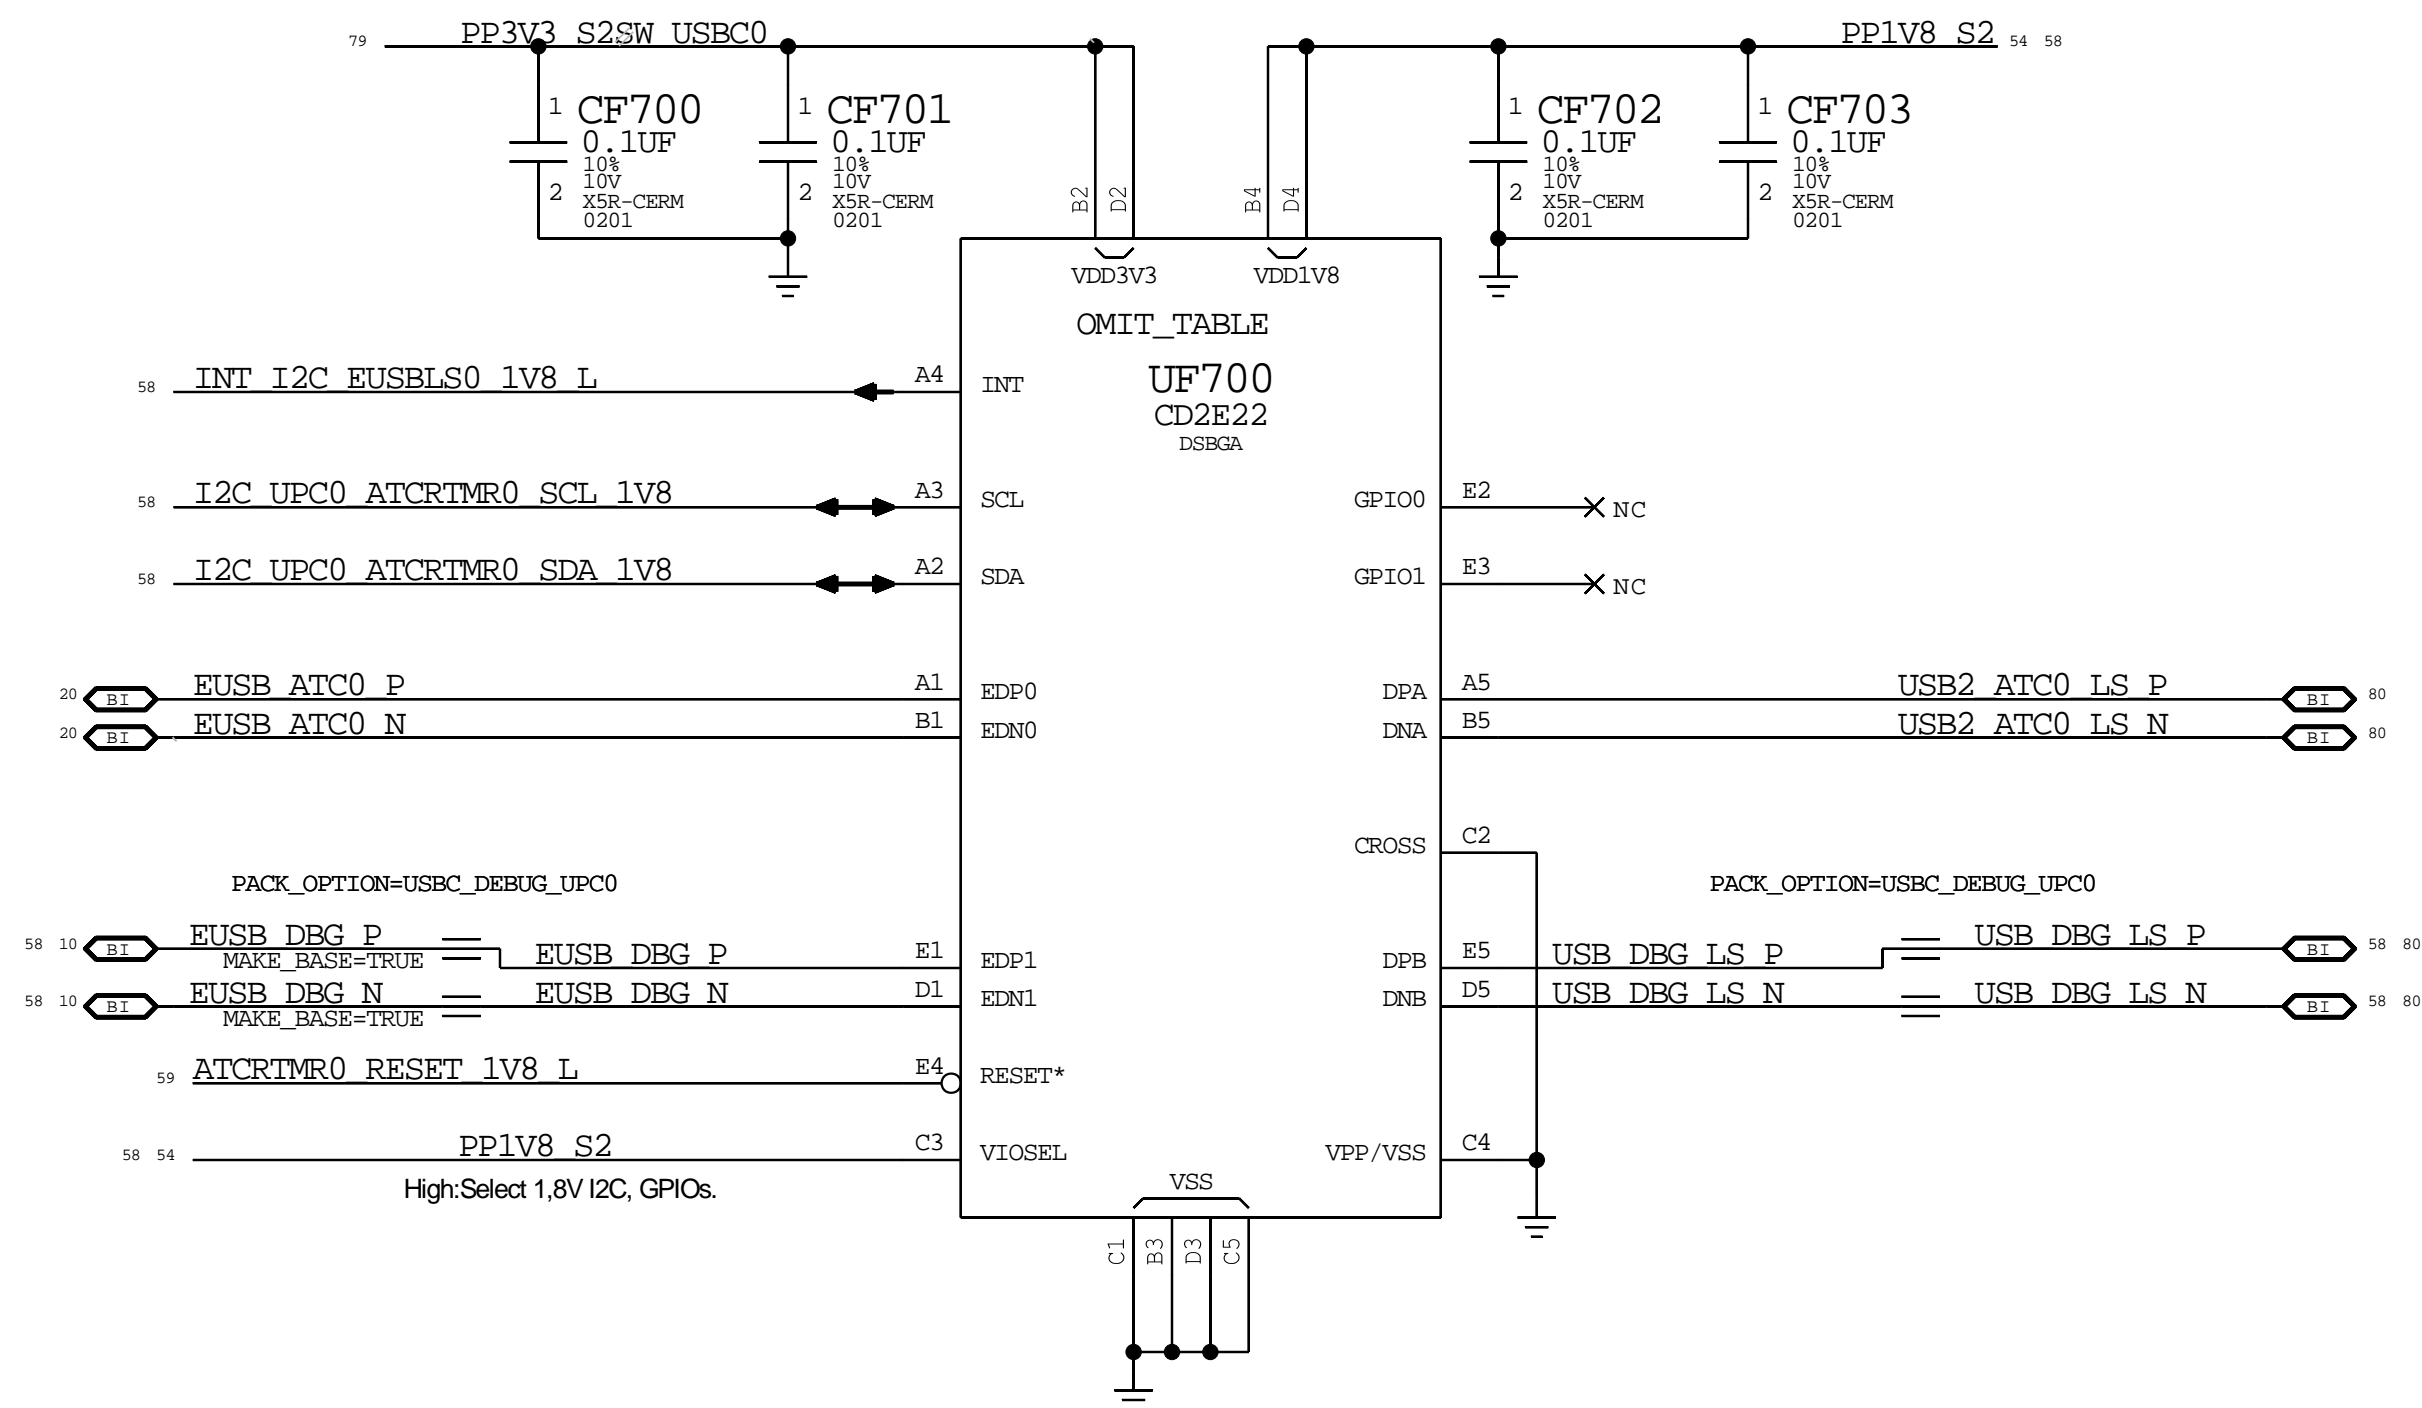 79 PP3V3_S2SW_USBC0
PP1V8_S2 54 58
1 CF700
0.1UF
10%
10V
2 X5R-CERM
0201
1 CF701
0.1UF
10%
10V
2 X5R-CERM
0201
B2 D2 B4 D4
1 CF702
0.1UF
10%
10V
2 X5R-CERM
0201
1 CF703
0.1UF
10%
10V
2 X5R-CERM
0201
VDD3V3 VDD1V8
OMIT_TABLE
UF700
CD2E22
DSBGA
58 INT_I2C_EUSBLS0_1V8_L A4 INT
58 I2C_UPC0_ATCRTMR0_SCL_1V8 A3 SCL GPIO0 E2 NC
58 I2C_UPC0_ATCRTMR0_SDA_1V8 A2 SDA GPIO1 E3 NC
20 BI EUSB_ATC0_P A1 EDP0 DPA A5 USB2_ATC0_LS_P BI 80
20 BI EUSB_ATC0_N B1 EDN0 DNA B5 USB2_ATC0_LS_N BI 80
CROSS C2
PACK_OPTION=USBC_DEBUG_UPC0 PACK_OPTION=USBC_DEBUG_UPC0
58 10 BI EUSB_DBG_P EUSB_DBG_P E1 EDP1 DPB E5 USB_DBG_LS_P USB_DBG_LS_P BI 58 80
MAKE_BASE=TRUE
58 10 BI EUSB_DBG_N EUSB_DBG_N D1 EDN1 DNB D5 USB_DBG_LS_N USB_DBG_LS_N BI 58 80
MAKE_BASE=TRUE
59 ATCRTMR0_RESET_1V8_L E4 RESET*
58 54 PP1V8_S2 C3 VIOSEL VPP/VSS C4
High:Select 1,8V I2C, GPIOs.
VSS
C1 B3 D3 C5